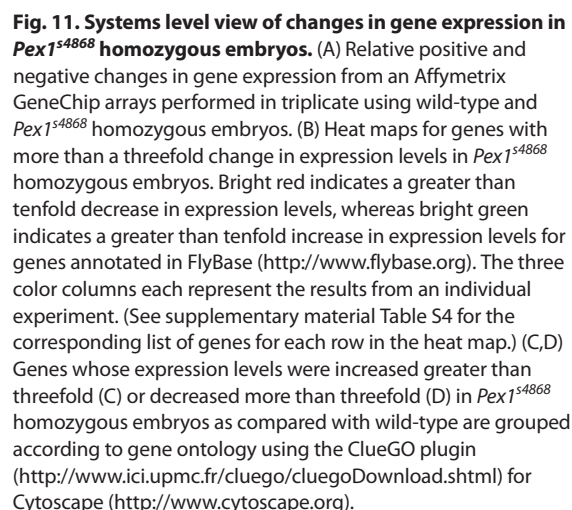 Fig. 11. Systems level view of changes in gene expression in
Pex1s4868 homozygous embryos. (A) Relative positive and
negative changes in gene expression from an Affymetrix
GeneChip arrays performed in triplicate using wild-type and
Pex1s4868 homozygous embryos. (B) Heat maps for genes with
more than a threefold change in expression levels in Pex1s4868
homozygous embryos. Bright red indicates a greater than
tenfold decrease in expression levels, whereas bright green
indicates a greater than tenfold increase in expression levels for
genes annotated in FlyBase (http://www.flybase.org). The three
color columns each represent the results from an individual
experiment. (See supplementary material Table S4 for the
corresponding list of genes for each row in the heat map.) (C,D)
Genes whose expression levels were increased greater than
threefold (C) or decreased more than threefold (D) in Pex1s4868
homozygous embryos as compared with wild-type are grouped
according to gene ontology using the ClueGO plugin
(http://www.ici.upmc.fr/cluego/cluegoDownload.shtml) for
Cytoscape (http://www.cytoscape.org).